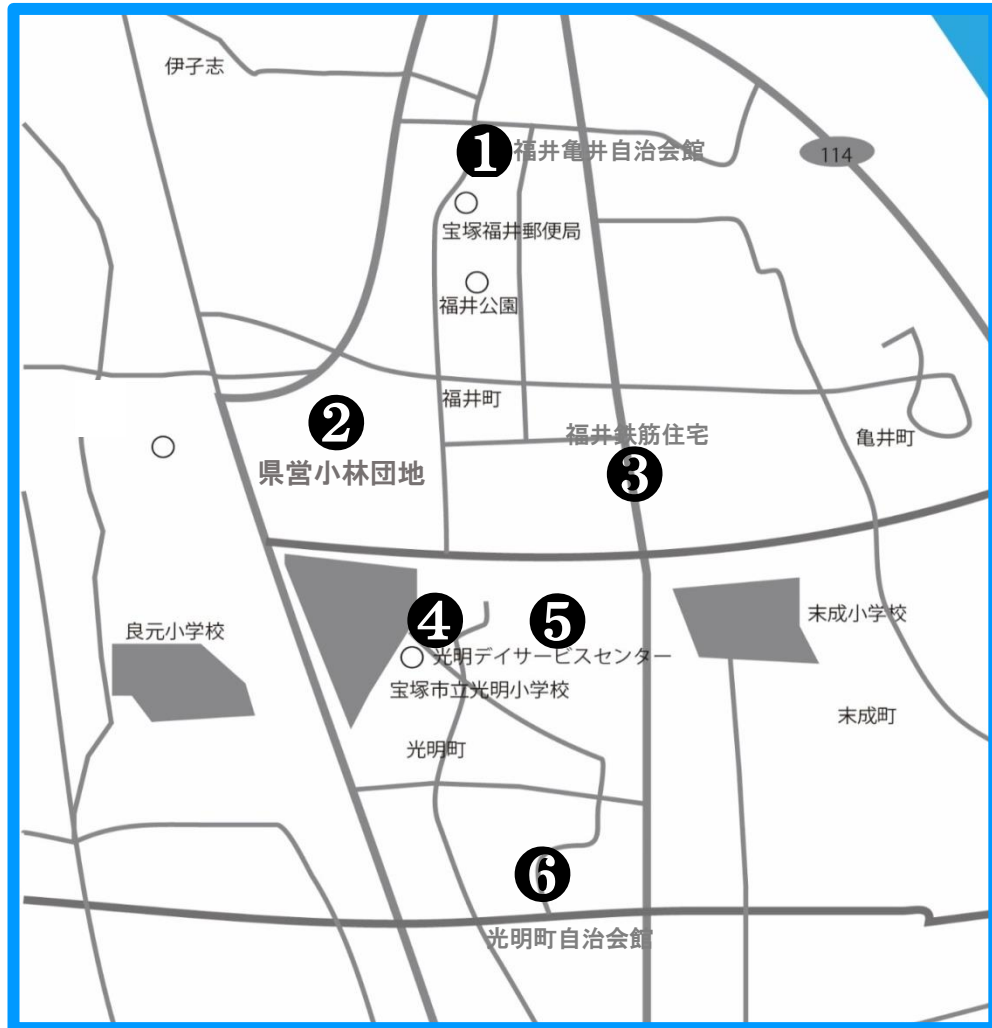 伊孑志
❶
福井亀井自治会館
114
宝塚福井郵便局
福井公園
福井町
❷
県営小林団地
福井鉄筋住宅
❸
亀井町
❹
❺
光明デイサービスセンター
宝塚市立光明小学校
良元小学校
末成小学校
末成町
光明町
❻
光明町自治会館